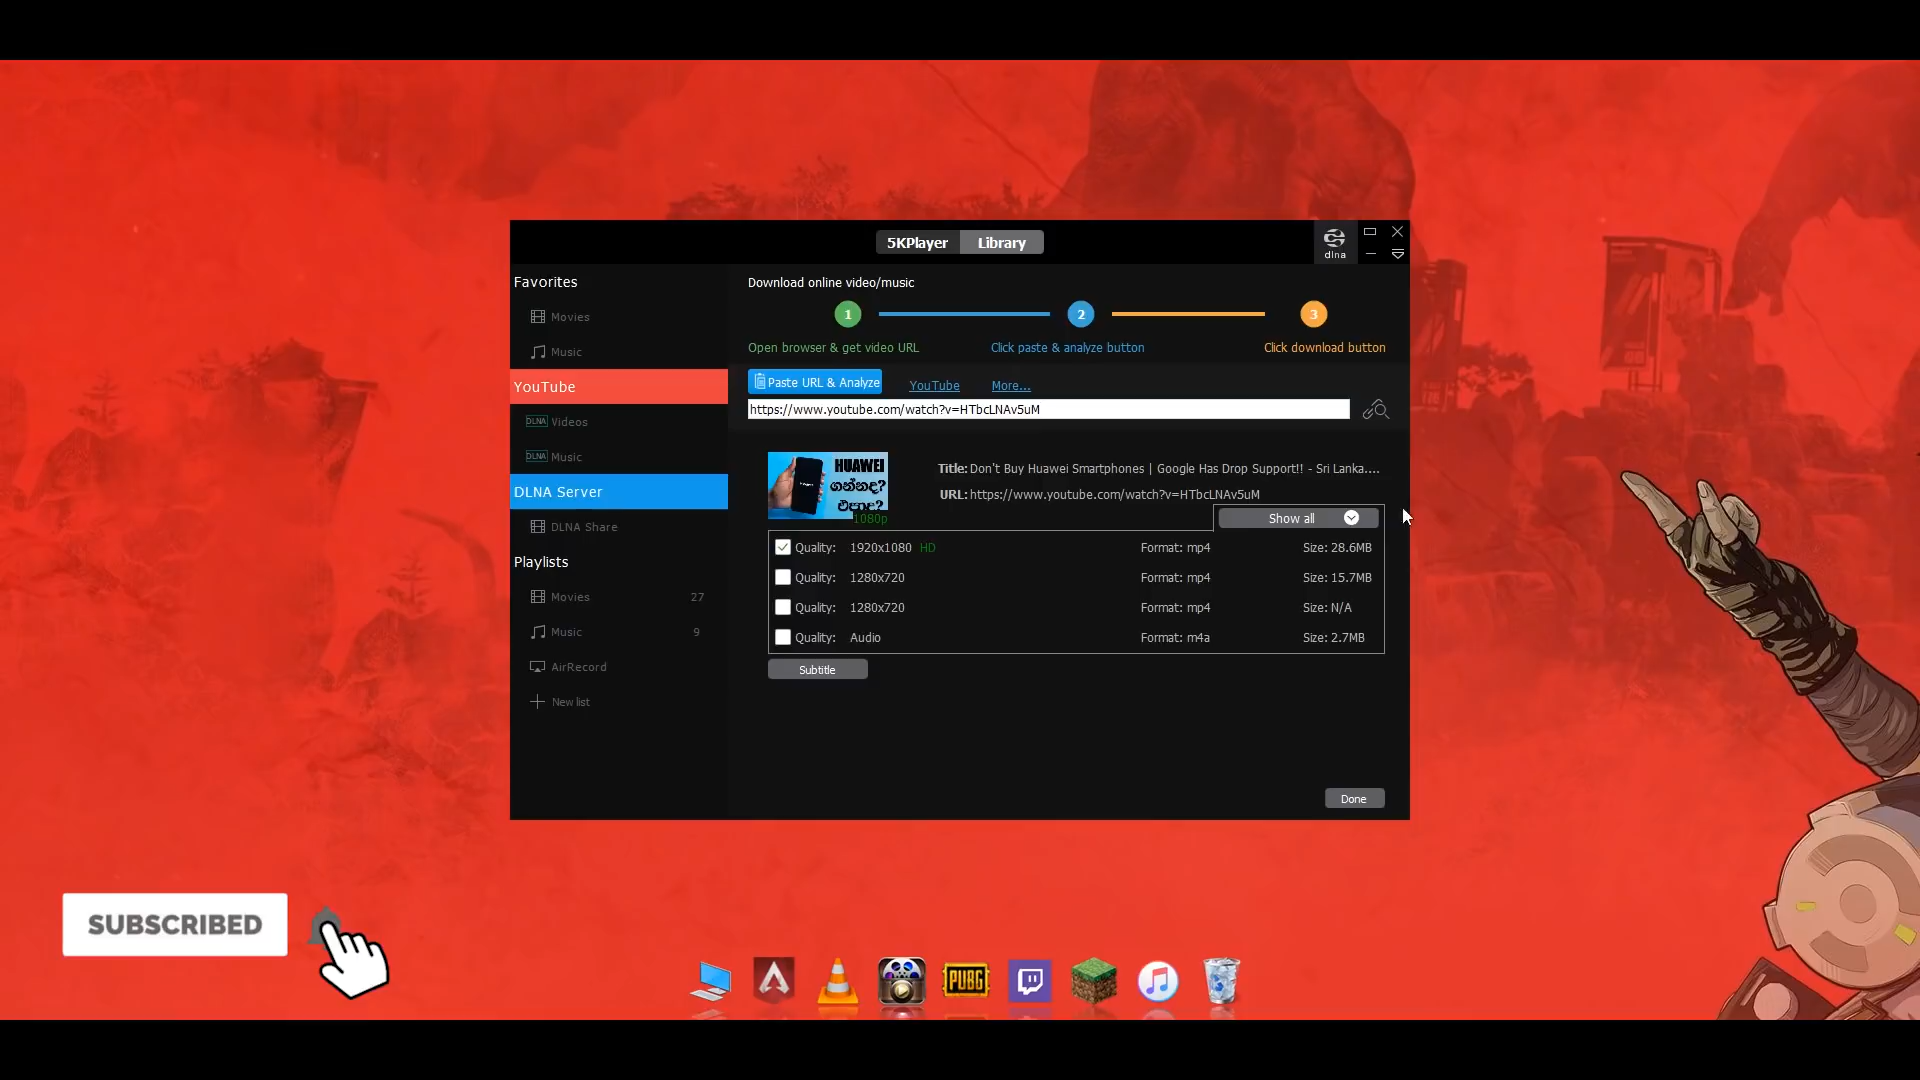 5KPlayer Library
dlna
Favorites
Movies
Music
YouTube
DLNA Videos
DLNA Music
DLNA Server
DLNA Share
Playlists
Movies 27
Music 9
AirRecord
New list
Download online video/music
1 2 3
Open browser & get video URL Click paste & analyze button Click download button
Paste URL & Analyze YouTube More...
https://www.youtube.com/watch?v=HTbcLNAv5uM
HUAWEI
ගන්නද?
එපාද?
1080p
Title: Don't Buy Huawei Smartphones | Google Has Drop Support!! - Sri Lanka....
URL: https://www.youtube.com/watch?v=HTbcLNAv5uM
Show all
Quality: 1920x1080 HD Format: mp4 Size: 28.6MB
Quality: 1280x720 Format: mp4 Size: 15.7MB
Quality: 1280x720 Format: mp4 Size: N/A
Quality: Audio Format: m4a Size: 2.7MB
Subtitle
Done
SUBSCRIBED
PUBG